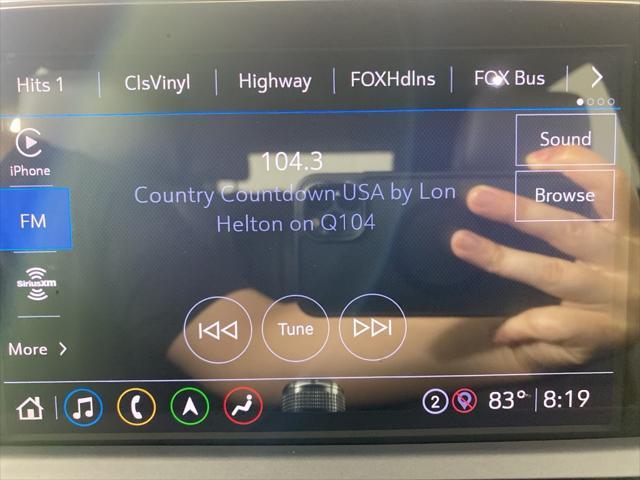 Hits 1 ClsVinyl Highway FOXHdlns FOX Bus
iPhone
104.3
Sound
Country Countdown USA by Lon
Helton on Q104
Browse
FM
SiriusXM
Tune
More
2 83° 8:19